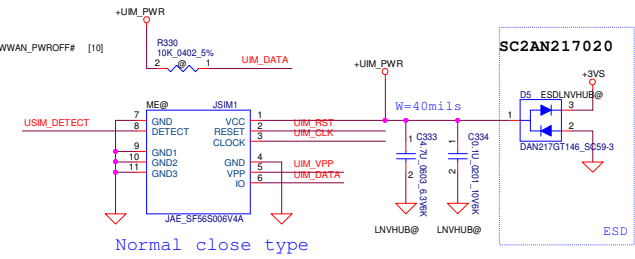 +UIM_PWR
WWAN_PWROFF# [10]
R330
10K_0402_5%
2 1
@
UIM_DATA
SC2AN217020
+UIM_PWR
+3VS
ME@ JSIM1
W=40mils
D5 ESDLNVHUB@
USIM_DETECT
7 GND VCC 1
8 DETECT RESET 2 UIM_RST
CLOCK 3 UIM_CLK
9 GND1
10 GND2 GND 4
11 GND3 VPP 5 UIM_VPP
IO 6 UIM_DATA
JAE_SF56S006V4A
1 C333
2
4.7U_0603_6.3V6K
LNVHUB@
1 C334
2
0.1U_0201_10V6K
LNVHUB@
1
3
2
DAN217GT146_SC59-3
Normal close type
ESD